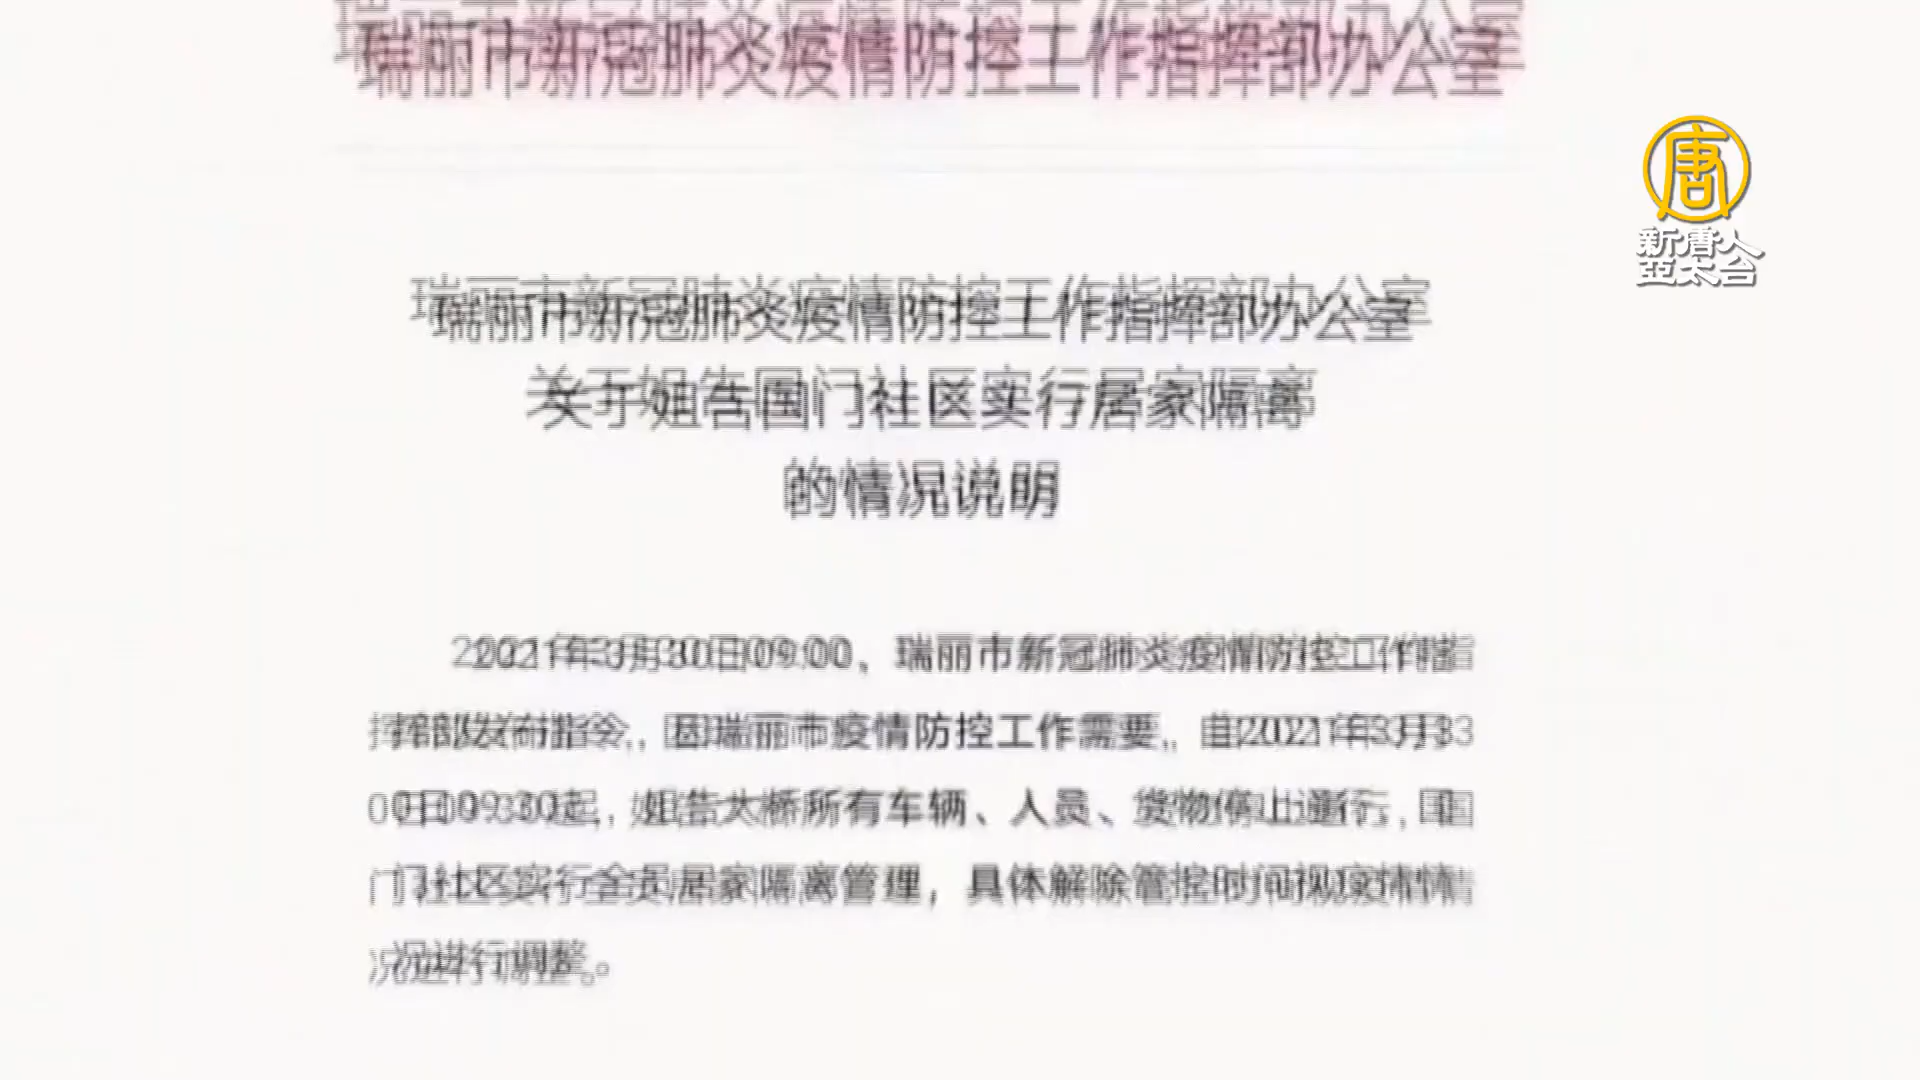 瑞丽市新冠肺炎疫情防控工作指挥部办公室
唐
新唐人
亞太台
瑞丽市新冠肺炎疫情防控工作指挥部办公室
关于姐告国门社区实行居家隔离
的情况说明
2021年3月30日09:00，瑞丽市新冠肺炎疫情防控工作指
挥部发布指令，因瑞丽市疫情防控工作需要，自2021年3月3
0日09:30起，姐告大桥所有车辆、人员、货物停止通行，国
门社区实行全员居家隔离管理，具体解除管控时间视疫情情
况进行调整。